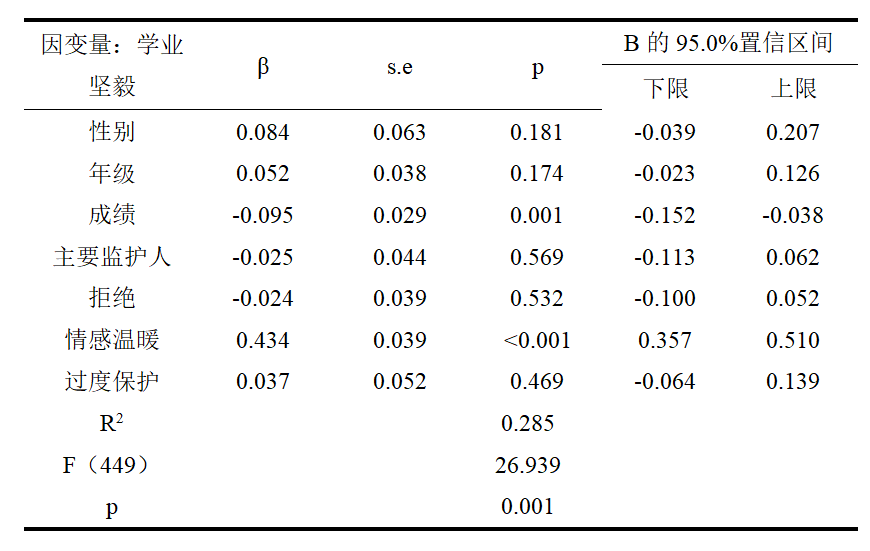 因变量：学业坚毅 β s.e p B 的 95.0%置信区间
下限 上限
性别 0.084 0.063 0.181 -0.039 0.207
年级 0.052 0.038 0.174 -0.023 0.126
成绩 -0.095 0.029 0.001 -0.152 -0.038
主要监护人 -0.025 0.044 0.569 -0.113 0.062
拒绝 -0.024 0.039 0.532 -0.100 0.052
情感温暖 0.434 0.039 <0.001 0.357 0.510
过度保护 0.037 0.052 0.469 -0.064 0.139
R² 0.285
F（449） 26.939
p 0.001